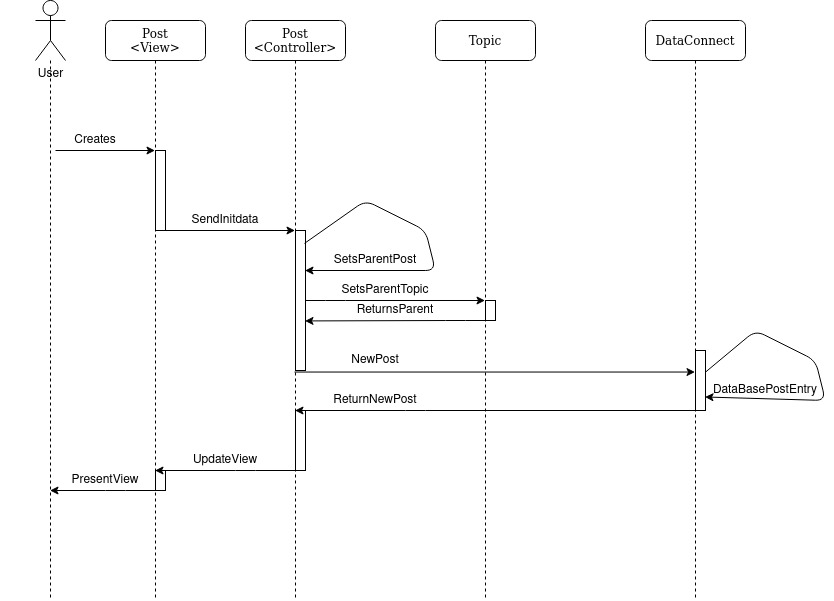 User
Post
<View>
Post
<Controller>
Topic
DataConnect
Creates
SendInitdata
SetsParentPost
SetsParentTopic
ReturnsParent
NewPost
DataBasePostEntry
ReturnNewPost
UpdateView
PresentView